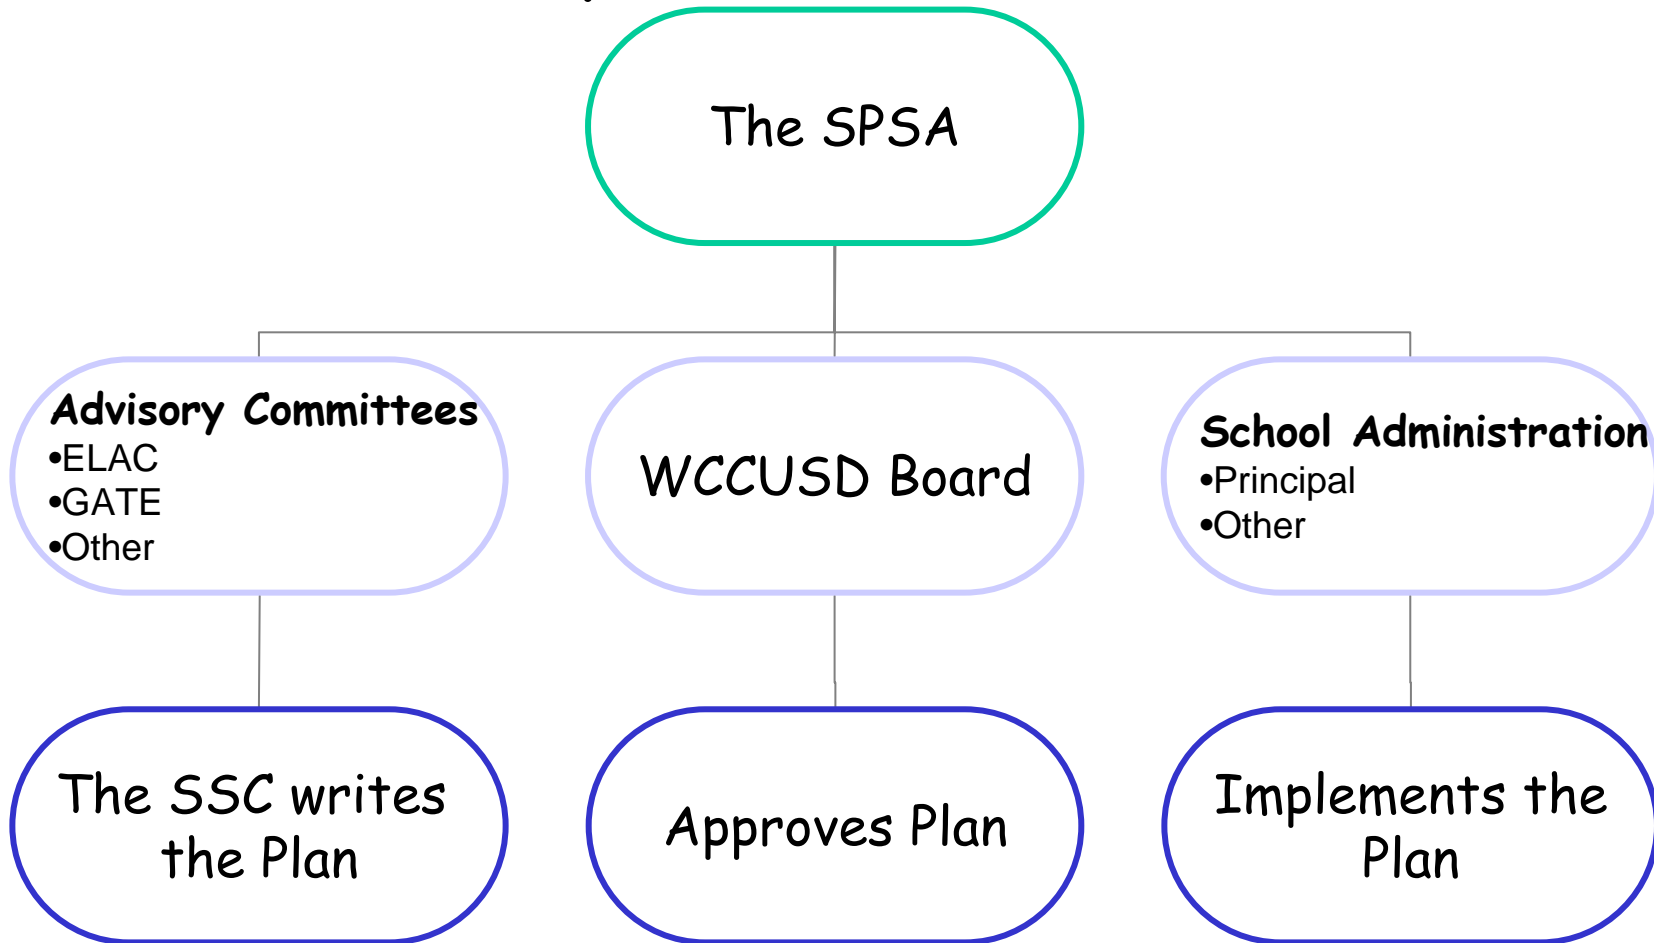 The SPSA
Advisory Committees
•ELAC
•GATE
•Other
WCCUSD Board
School Administration
•Principal
•Other
The SSC writes
the Plan
Approves Plan
Implements the
Plan